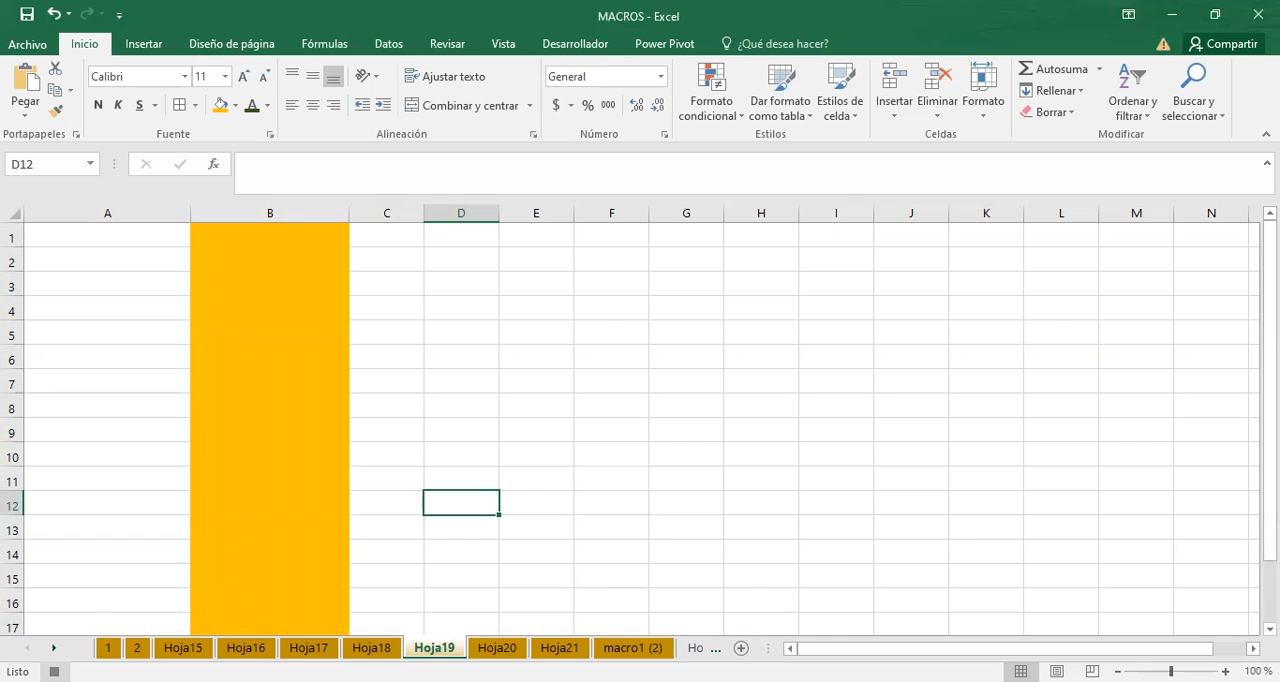 MACROS - Excel
Archivo Inicio Insertar Diseño de página Fórmulas Datos Revisar Vista Desarrollador Power Pivot ¿Qué desea hacer? Compartir
Pegar
Calibri 11
N K S A
Ajustar texto
Combinar y centrar
General
$ % 000
Formato condicional
Dar formato como tabla
Estilos de celda
Insertar Eliminar Formato
Autosuma
Rellenar
Borrar
Ordenar y filtrar
Buscar y seleccionar
Portapapeles Fuente Alineación Número Estilos Celdas Modificar
D12 fx
A B C D E F G H I J K L M N
1
2
3
4
5
6
7
8
9
10
11
12
13
14
15
16
17
1 2 Hoja15 Hoja16 Hoja17 Hoja18 Hoja19 Hoja20 Hoja21 macro1 (2) Ho ...
Listo 100 %